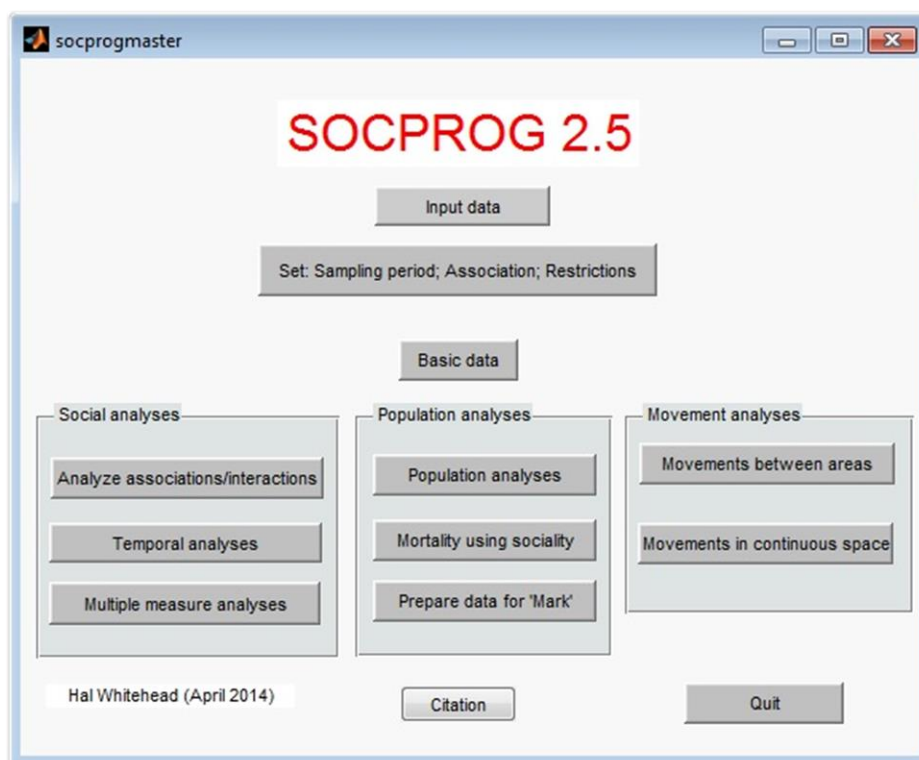 socprogmaster
SOCPROG 2.5
Input data
Set: Sampling period; Association; Restrictions
Basic data
Social analyses
Analyze associations/interactions
Temporal analyses
Multiple measure analyses
Population analyses
Population analyses
Mortality using sociality
Prepare data for 'Mark'
Movement analyses
Movements between areas
Movements in continuous space
Hal Whitehead (April 2014)
Citation
Quit